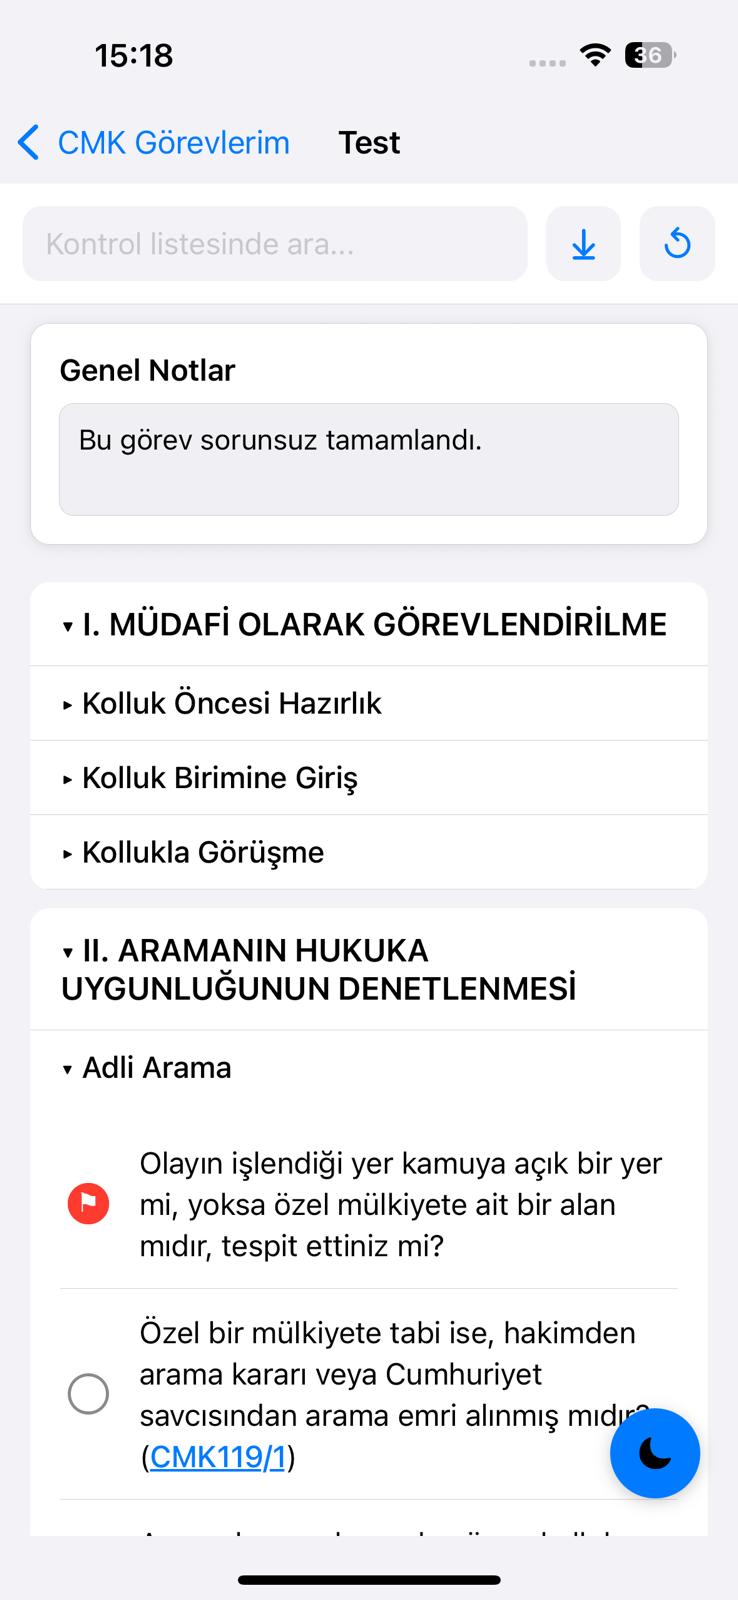 15:18
36
CMK Görevlerim
Test
Kontrol listesinde ara...
Genel Notlar
Bu görev sorunsuz tamamlandı.
I. MÜDAFİ OLARAK GÖREVLENDİRİLME
Kolluk Öncesi Hazırlık
Kolluk Birimine Giriş
Kollukla Görüşme
II. ARAMANIN HUKUKA
UYGUNLUĞUNUN DENETLENMESİ
Adli Arama
Olayın işlendiği yer kamuya açık bir yer
mi, yoksa özel mülkiyete ait bir alan
mıdır, tespit ettiniz mi?
Özel bir mülkiyete tabi ise, hakimden
arama kararı veya Cumhuriyet
savcısından arama emri alınmış mıdır?
(CMK119/1)